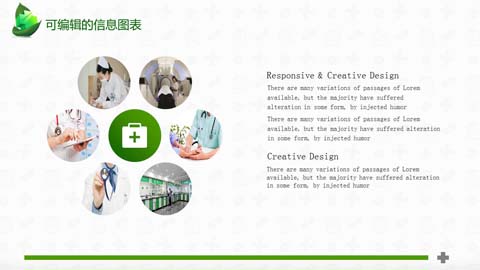 可编辑的信息图表
Responsive & Creative Design
There are many variations of passages of Lorem
available, but the majority have suffered
alteration in some form, by injected humor
There are many variations of passages of Lorem
available, but the majority have suffered alteration
in some form, by injected humor
Creative Design
There are many variations of passages of Lorem
available, but the majority have suffered alteration
in some form, by injected humor